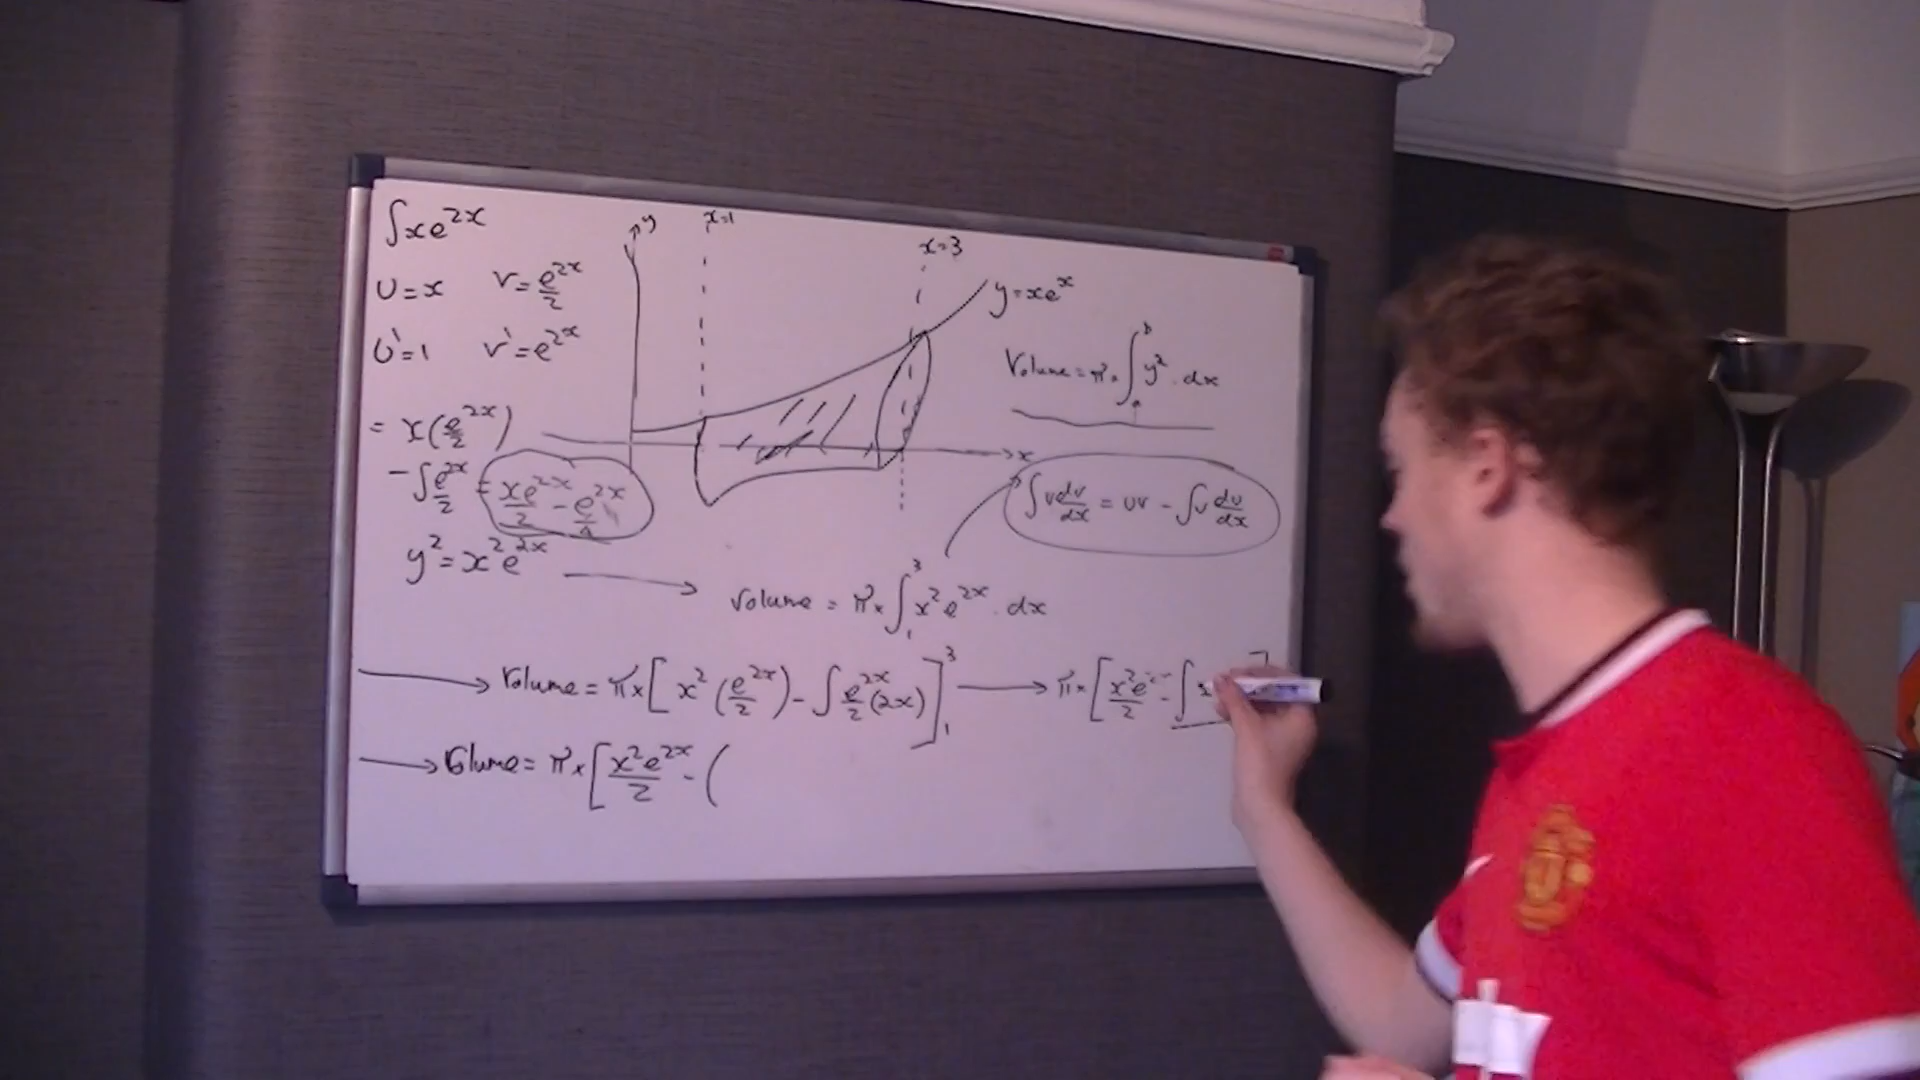 ∫xe^2x
U=x V=e^2x/2
U'=1 V'=e^2x
= x(e^2x/2)
-∫e^2x/2 = xe^2x/2 - e^2x/4
y
x=1
x=3
y=xe^x
x
Volume = π×∫y². dx
∫u dv/dx = uv - ∫v du/dx
y²=x²e^2x
Volume = π×∫₁³ x²e^2x. dx
Volume = π×[x²(e^2x/2) - ∫e^2x/2(2x)]₁³ → π×[x²e^2x/2 - ∫
Volume = π×[x²e^2x/2 - (